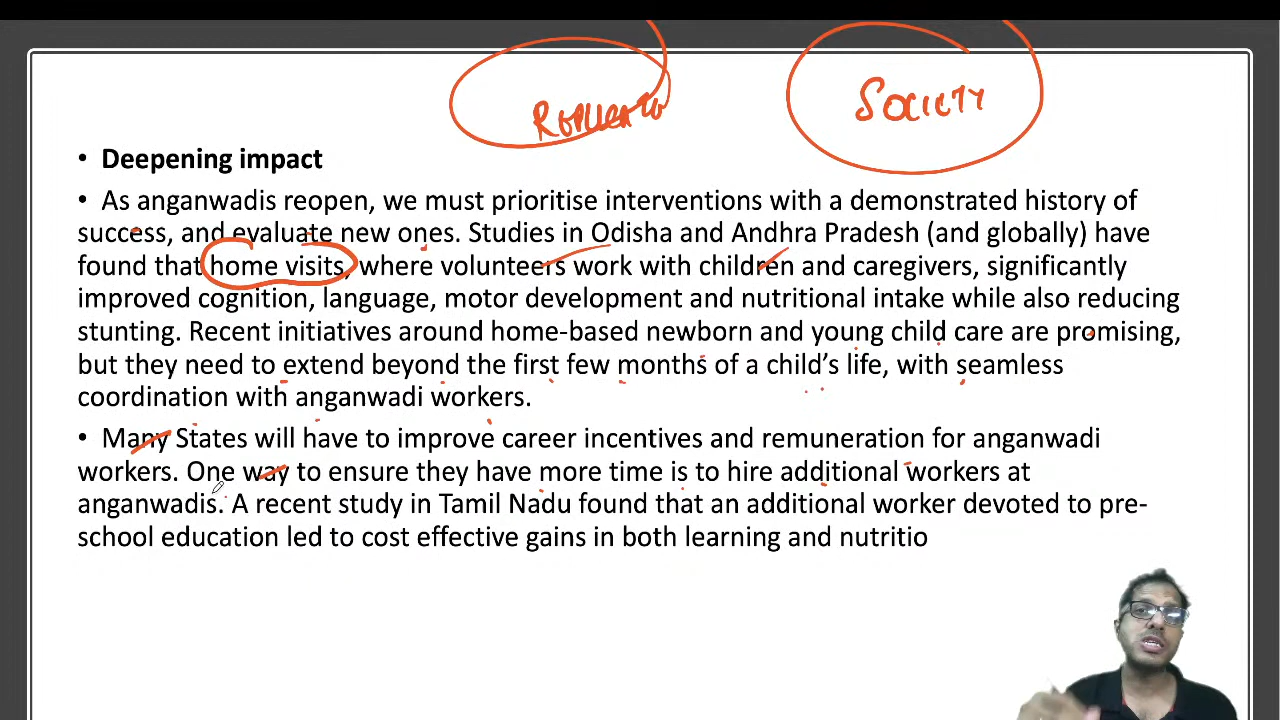 SOCIETY
• Deepening impact
• As anganwadis reopen, we must prioritise interventions with a demonstrated history of
success, and evaluate new ones. Studies in Odisha and Andhra Pradesh (and globally) have
found that home visits, where volunteers work with children and caregivers, significantly
improved cognition, language, motor development and nutritional intake while also reducing
stunting. Recent initiatives around home-based newborn and young child care are promising,
but they need to extend beyond the first few months of a child’s life, with seamless
coordination with anganwadi workers.
• Many States will have to improve career incentives and remuneration for anganwadi
workers. One way to ensure they have more time is to hire additional workers at
anganwadis. A recent study in Tamil Nadu found that an additional worker devoted to pre-
school education led to cost effective gains in both learning and nutritio